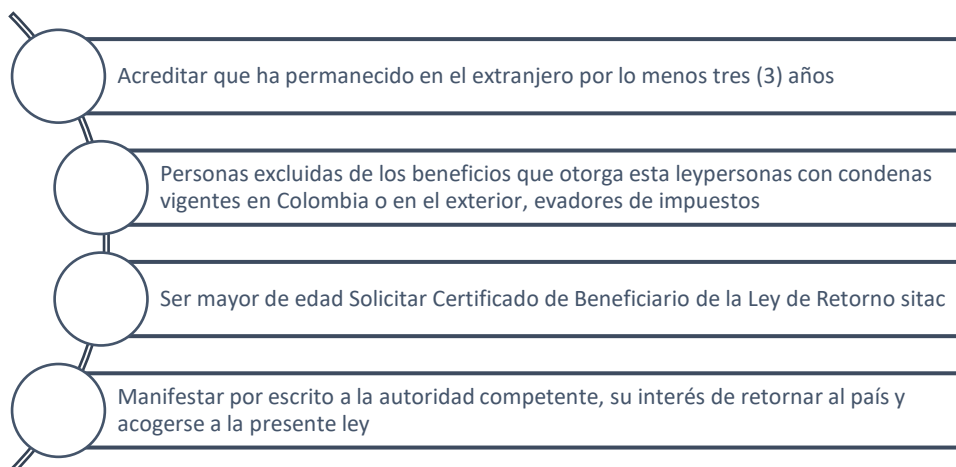 Acreditar que ha permanecido en el extranjero por lo menos tres (3) años
Personas excluidas de los beneficios que otorga esta leypersonas con condenas
vigentes en Colombia o en el exterior, evadores de impuestos
Ser mayor de edad Solicitar Certificado de Beneficiario de la Ley de Retorno sitac
Manifestar por escrito a la autoridad competente, su interés de retornar al país y
acogerse a la presente ley